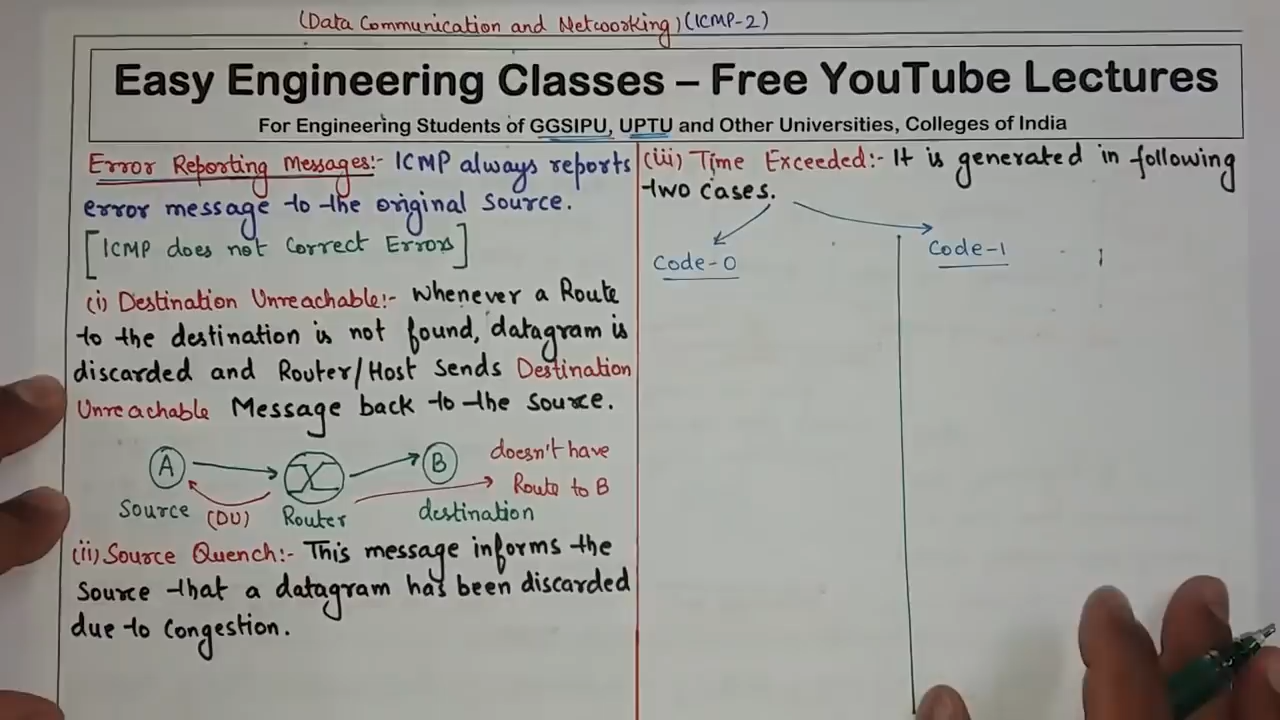 (Data Communication and Networking) (ICMP-2)
Easy Engineering Classes – Free YouTube Lectures
For Engineering Students of GGSIPU, UPTU and Other Universities, Colleges of India
Error Reporting Messages:- ICMP always reports
error message to the original source.
[ICMP does not Correct Errors]
(i) Destination Unreachable:- Whenever a Route
to the destination is not found, datagram is
discarded and Router/Host sends Destination
Unreachable Message back to the source.
A B doesn't have
Route to B
Source (DU) Router destination
(ii) Source Quench:- This message informs the
source that a datagram has been discarded
due to Congestion.
(iii) Time Exceeded:- It is generated in following
two cases.
Code-0 Code-1